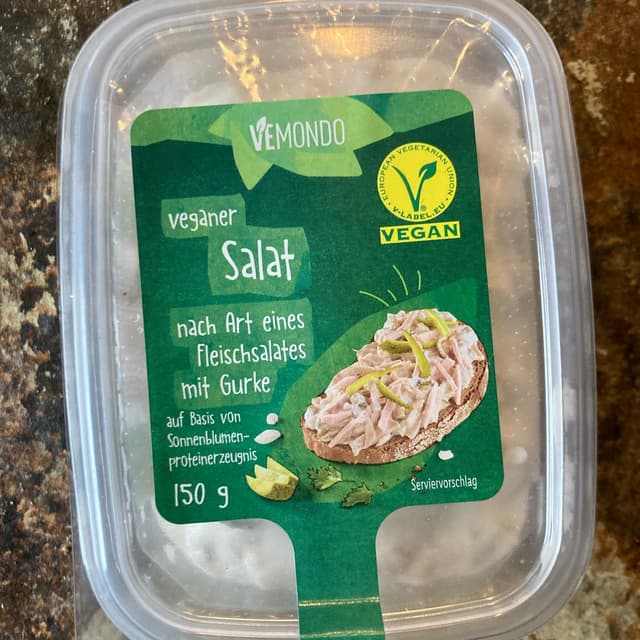 VEMONDO
EUROPEAN VEGETARIAN UNION
V-LABEL.EU
VEGAN
veganer
Salat
nach Art eines
Fleischsalates
mit Gurke
auf Basis von
Sonnenblumen-
proteinerzeugnis
150 g
Serviervorschlag